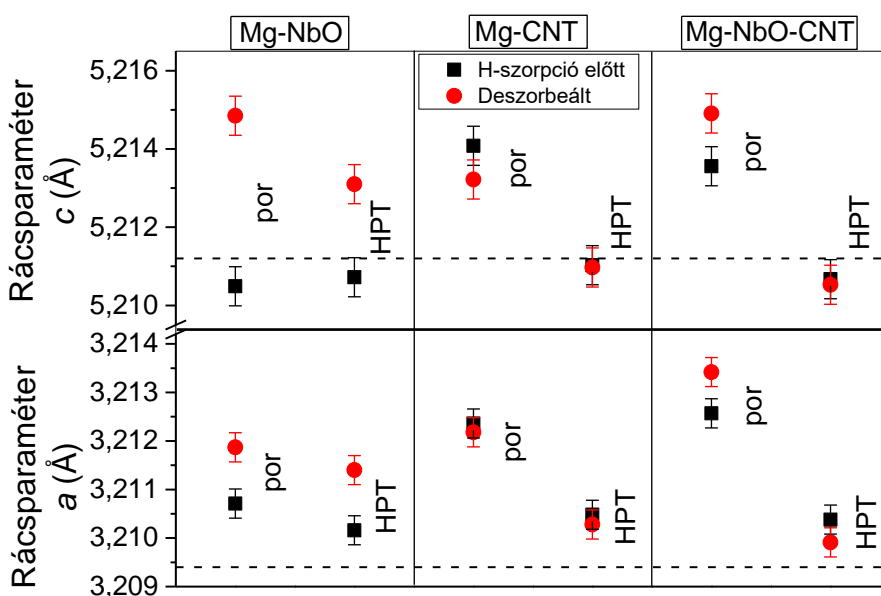 Mg-NbO
Mg-CNT
Mg-NbO-CNT
H-szorpció előtt
Deszorbeált
Rácsparaméter
c (Å)
5,216
5,214
5,212
5,210
por
HPT
por
HPT
por
HPT
Rácsparaméter
a (Å)
3,214
3,213
3,212
3,211
3,210
3,209
por
HPT
por
HPT
por
HPT